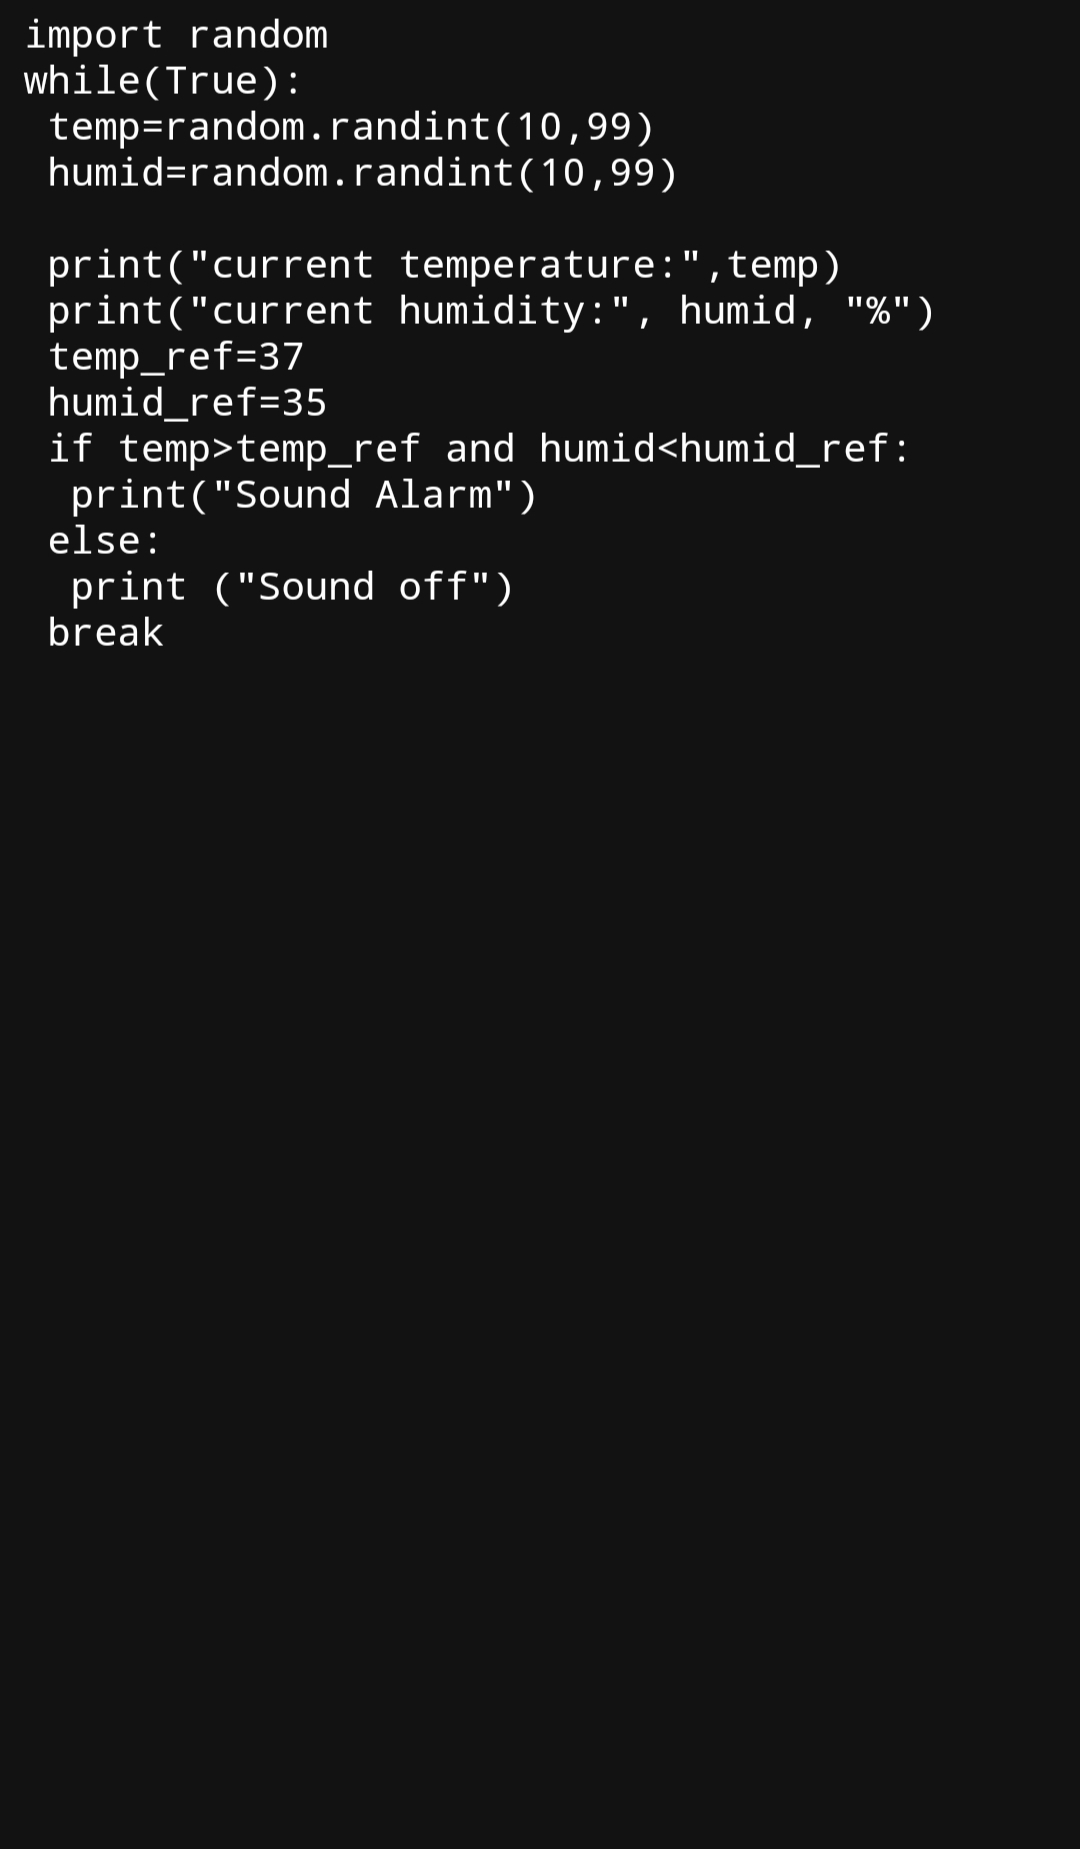 import random
while(True):
 temp=random.randint(10,99)
 humid=random.randint(10,99)

 print("current temperature:",temp)
 print("current humidity:", humid, "%")
 temp_ref=37
 humid_ref=35
 if temp>temp_ref and humid<humid_ref:
  print("Sound Alarm")
 else:
  print ("Sound off")
 break